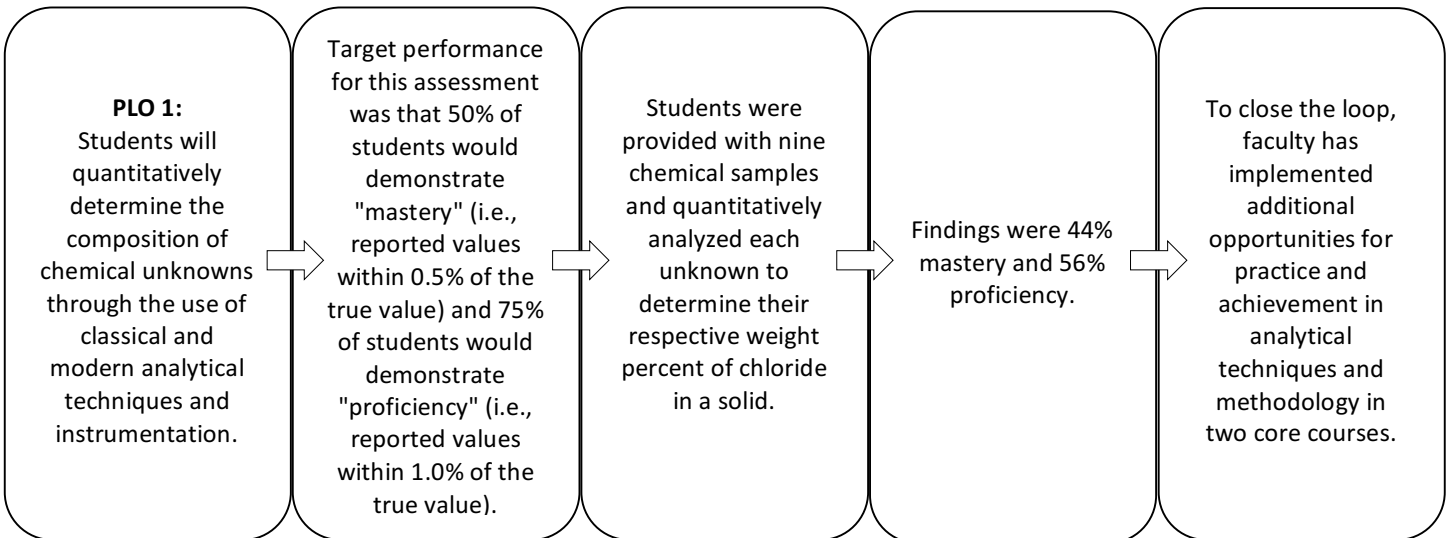 PLO 1:
Students will
quantitatively
determine the
composition of
chemical unknowns
through the use of
classical and
modern analytical
techniques and
instrumentation.
Target performance
for this assessment
was that 50% of
students would
demonstrate
"mastery" (i.e.,
reported values
within 0.5% of the
true value) and 75%
of students would
demonstrate
"proficiency" (i.e.,
reported values
within 1.0% of the
true value).
Students were
provided with nine
chemical samples
and quantitatively
analyzed each
unknown to
determine their
respective weight
percent of chloride
in a solid.
Findings were 44%
mastery and 56%
proficiency.
To close the loop,
faculty has
implemented
additional
opportunities for
practice and
achievement in
analytical
techniques and
methodology in
two core courses.